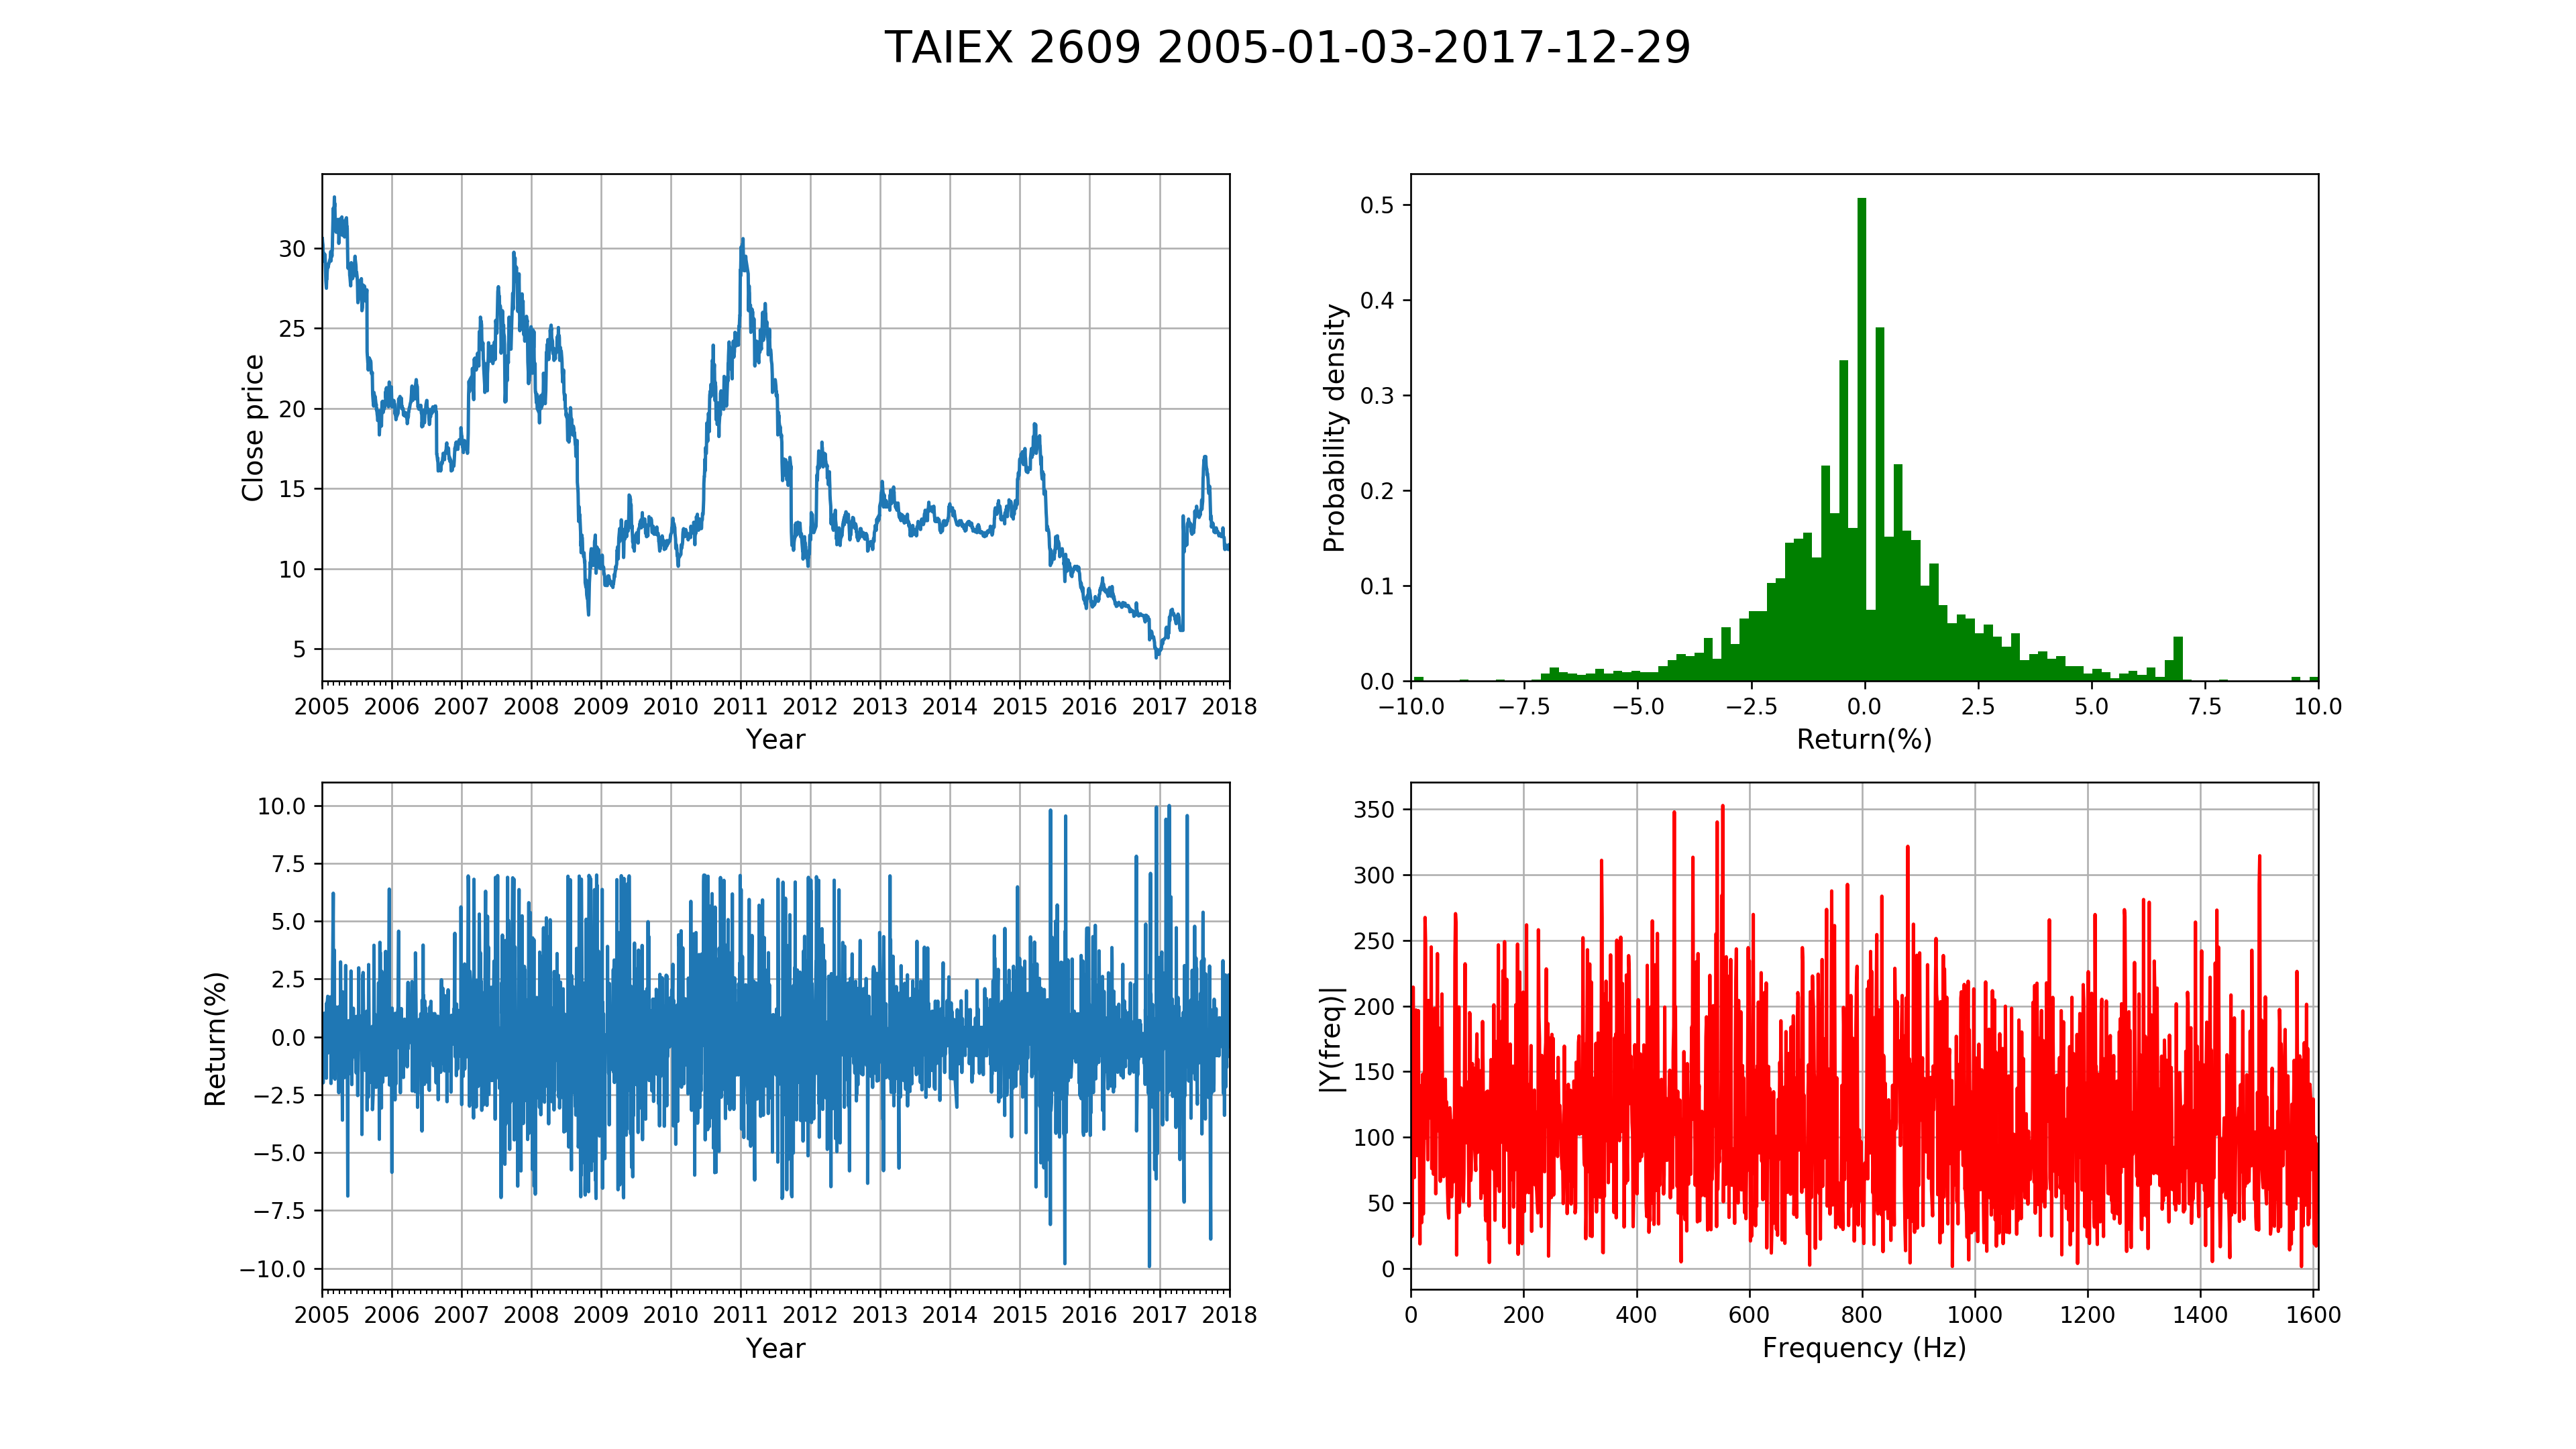 TAIEX 2609 2005-01-03-2017-12-29
Close price
30
25
20
15
10
5
2005 2006 2007 2008 2009 2010 2011 2012 2013 2014 2015 2016 2017 2018
Year
Probability density
0.5
0.4
0.3
0.2
0.1
0.0
−10.0 −7.5 −5.0 −2.5 0.0 2.5 5.0 7.5 10.0
Return(%)
Return(%)
10.0
7.5
5.0
2.5
0.0
−2.5
−5.0
−7.5
−10.0
2005 2006 2007 2008 2009 2010 2011 2012 2013 2014 2015 2016 2017 2018
Year
|Y(freq)|
350
300
250
200
150
100
50
0
0 200 400 600 800 1000 1200 1400 1600
Frequency (Hz)